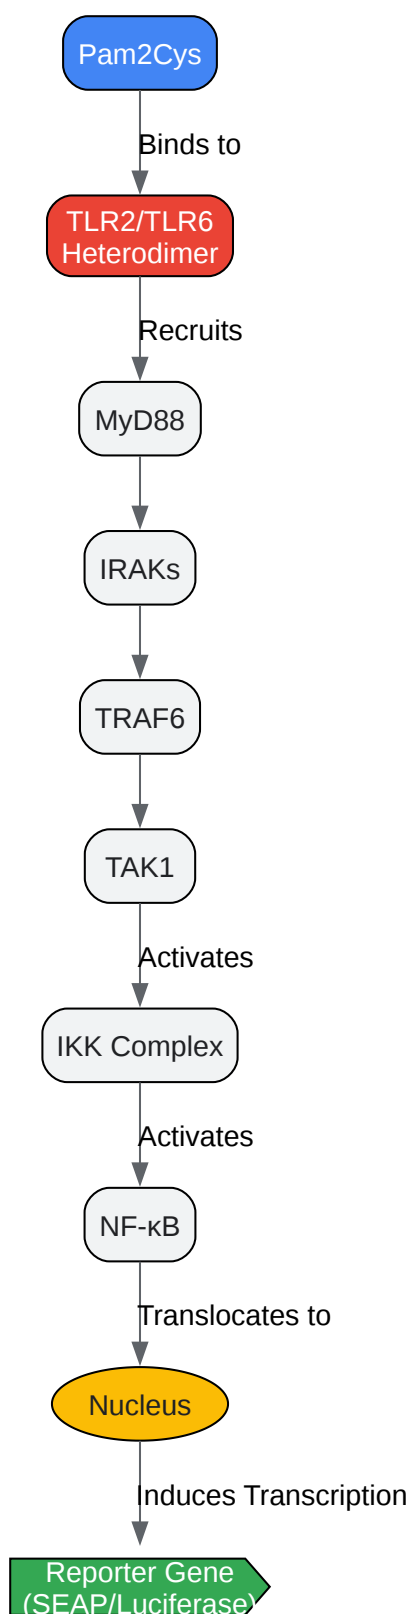 Pam2Cys
Binds to
TLR2/TLR6
Heterodimer
Recruits
MyD88
IRAKs
TRAF6
TAK1
Activates
IKK Complex
Activates
NF-κB
Translocates to
Nucleus
Induces Transcription
Reporter Gene
(SEAP/Luciferase)